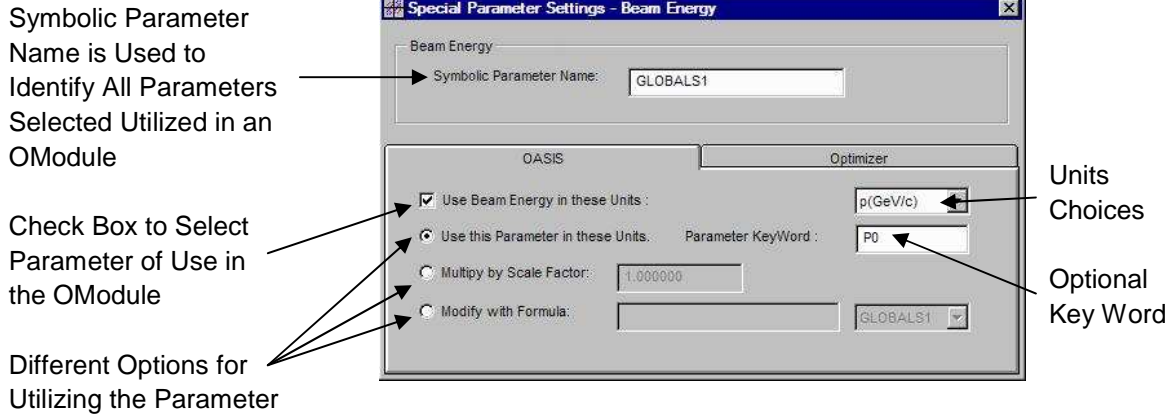 Symbolic Parameter
Name is Used to
Identify All Parameters
Selected Utilized in an
OModule
Check Box to Select
Parameter of Use in
the OModule
Different Options for
Utilizing the Parameter
Special Parameter Settings - Beam Energy
Beam Energy
Symbolic Parameter Name: GLOBALS1
OASIS Optimizer
Use Beam Energy in these Units : p(GeV/c)
Use this Parameter in these Units. Parameter KeyWord : P0
Multipy by Scale Factor: 1.000000
Modify with Formula: GLOBALS1
Units
Choices
Optional
Key Word